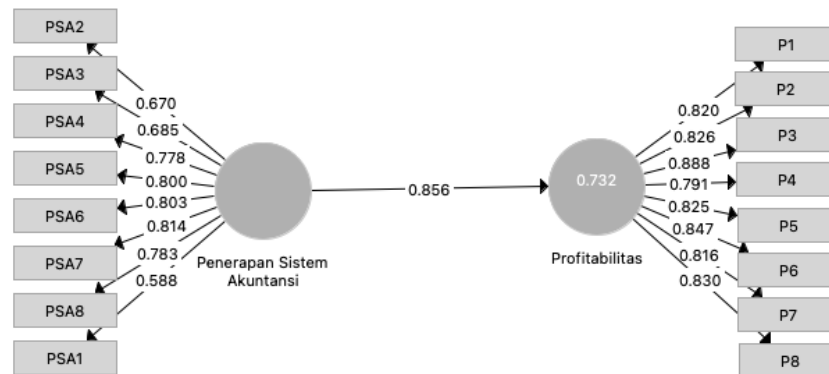 PSA2
PSA3
PSA4
PSA5
PSA6
PSA7
PSA8
PSA1
0.670
0.685
0.778
0.800
0.803
0.814
0.783
0.588
Penerapan Sistem
Akuntansi
0.856
0.732
Profitabilitas
0.820
0.826
0.888
0.791
0.825
0.847
0.816
0.830
P1
P2
P3
P4
P5
P6
P7
P8